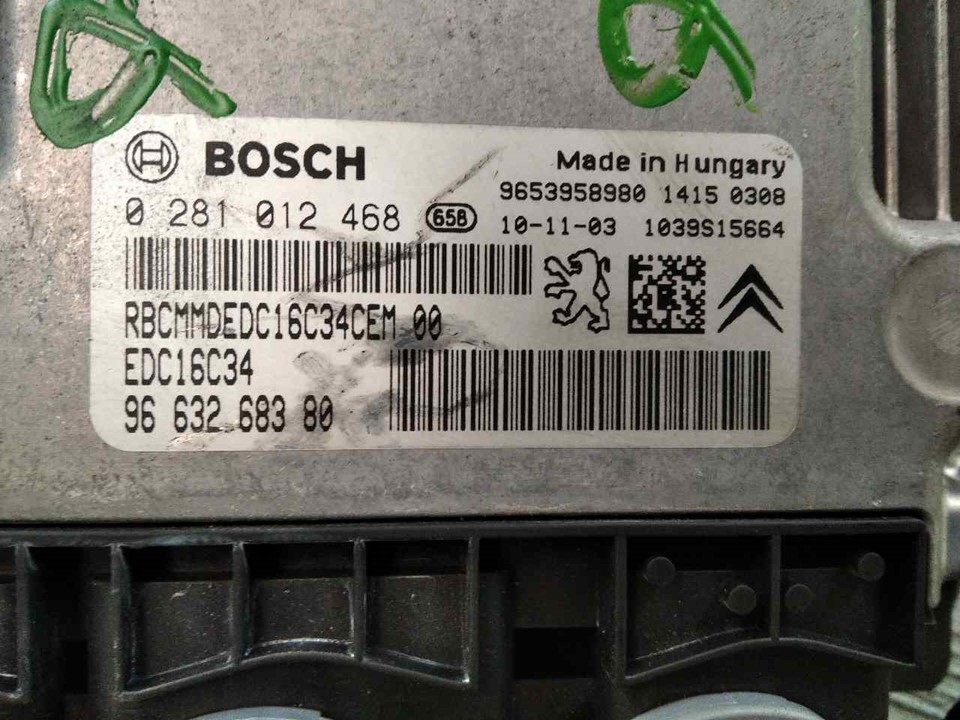 BOSCH
Made in Hungary
9653958980 1415 0308
0 281 012 468 658
10-11-03 1039S15664
RBCMMDEDC16C34CEM 00
EDC16C34
96 632 683 80